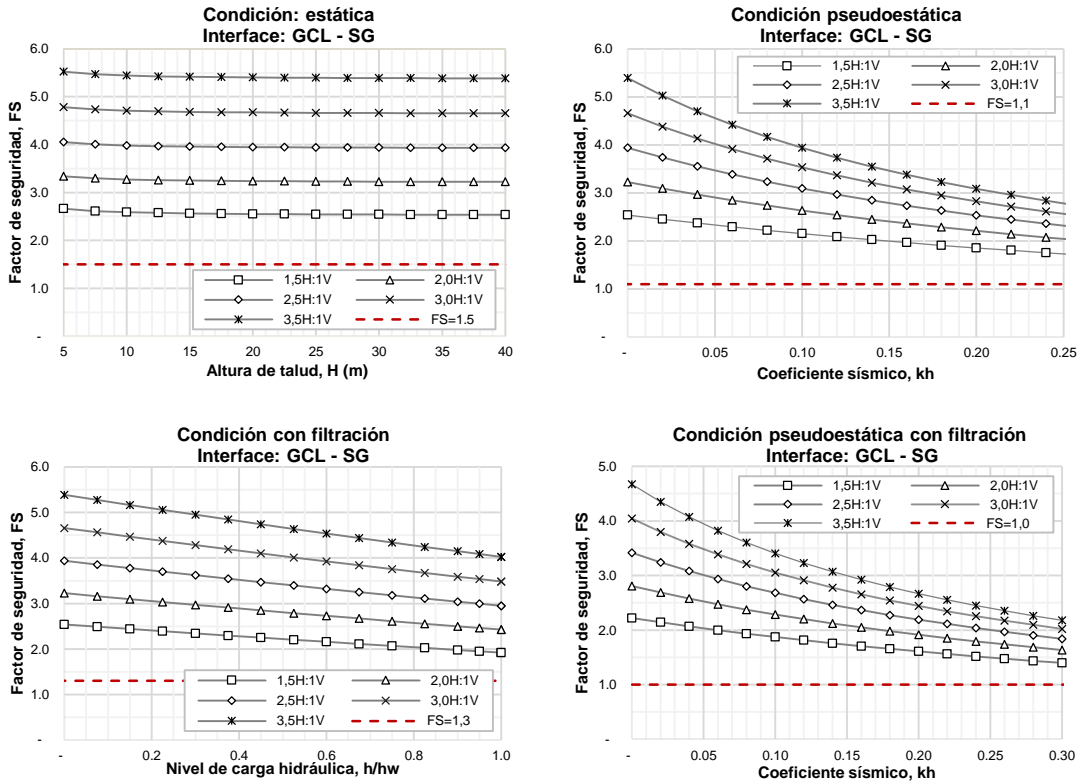 Condición: estática
Interface: GCL - SG
Factor de seguridad, FS
6.0
5.0
4.0
3.0
2.0
1.0
-
1,5H:1V
2,0H:1V
2,5H:1V
3,0H:1V
3,5H:1V
FS=1.5
5
10
15
20
25
30
35
40
Altura de talud, H (m)
Condición pseudoestática
Interface: GCL - SG
Factor de seguridad, FS
6.0
5.0
4.0
3.0
2.0
1.0
-
1,5H:1V
2,0H:1V
2,5H:1V
3,0H:1V
3,5H:1V
FS=1,1
-
0.05
0.10
0.15
0.20
0.25
Coeficiente sísmico, kh
Condición con filtración
Interface: GCL - SG
Factor de seguridad, FS
6.0
5.0
4.0
3.0
2.0
1.0
-
1,5H:1V
2,0H:1V
2,5H:1V
3,0H:1V
3,5H:1V
FS=1,3
-
0.2
0.4
0.6
0.8
1.0
Nivel de carga hidráulica, h/hw
Condición pseudoestática con filtración
Interface: GCL - SG
Factor de seguridad, FS
5.0
4.0
3.0
2.0
1.0
-
1,5H:1V
2,0H:1V
2,5H:1V
3,0H:1V
3,5H:1V
FS=1,0
-
0.05
0.10
0.15
0.20
0.25
0.30
Coeficiente sísmico, kh